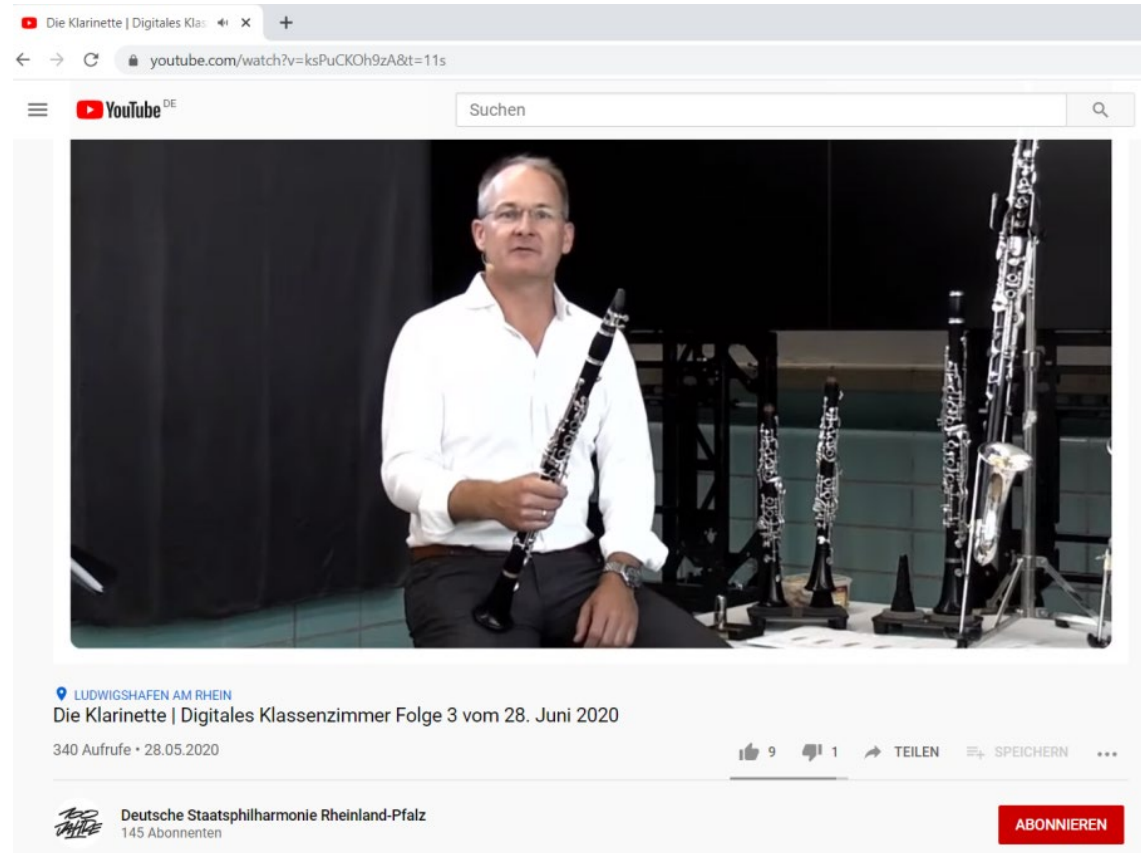 Die Klarinette | Digitales Klas
youtube.com/watch?v=ksPuCKOh9zA&t=11s
YouTube DE
Suchen
LUDWIGSHAFEN AM RHEIN
Die Klarinette | Digitales Klassenzimmer Folge 3 vom 28. Juni 2020
340 Aufrufe • 28.05.2020
9 1 TEILEN SPEICHERN
100 JAHRE
Deutsche Staatsphilharmonie Rheinland-Pfalz
145 Abonnenten
ABONNIEREN